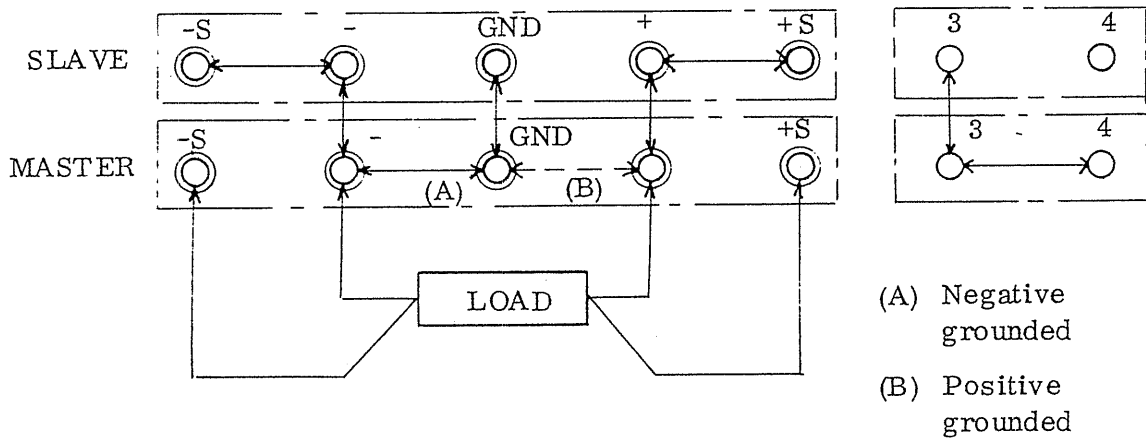 -S - GND + +S 3 4
SLAVE
-S - GND +S 3 4
MASTER
(A) (B)
LOAD
(A) Negative
grounded
(B) Positive
grounded